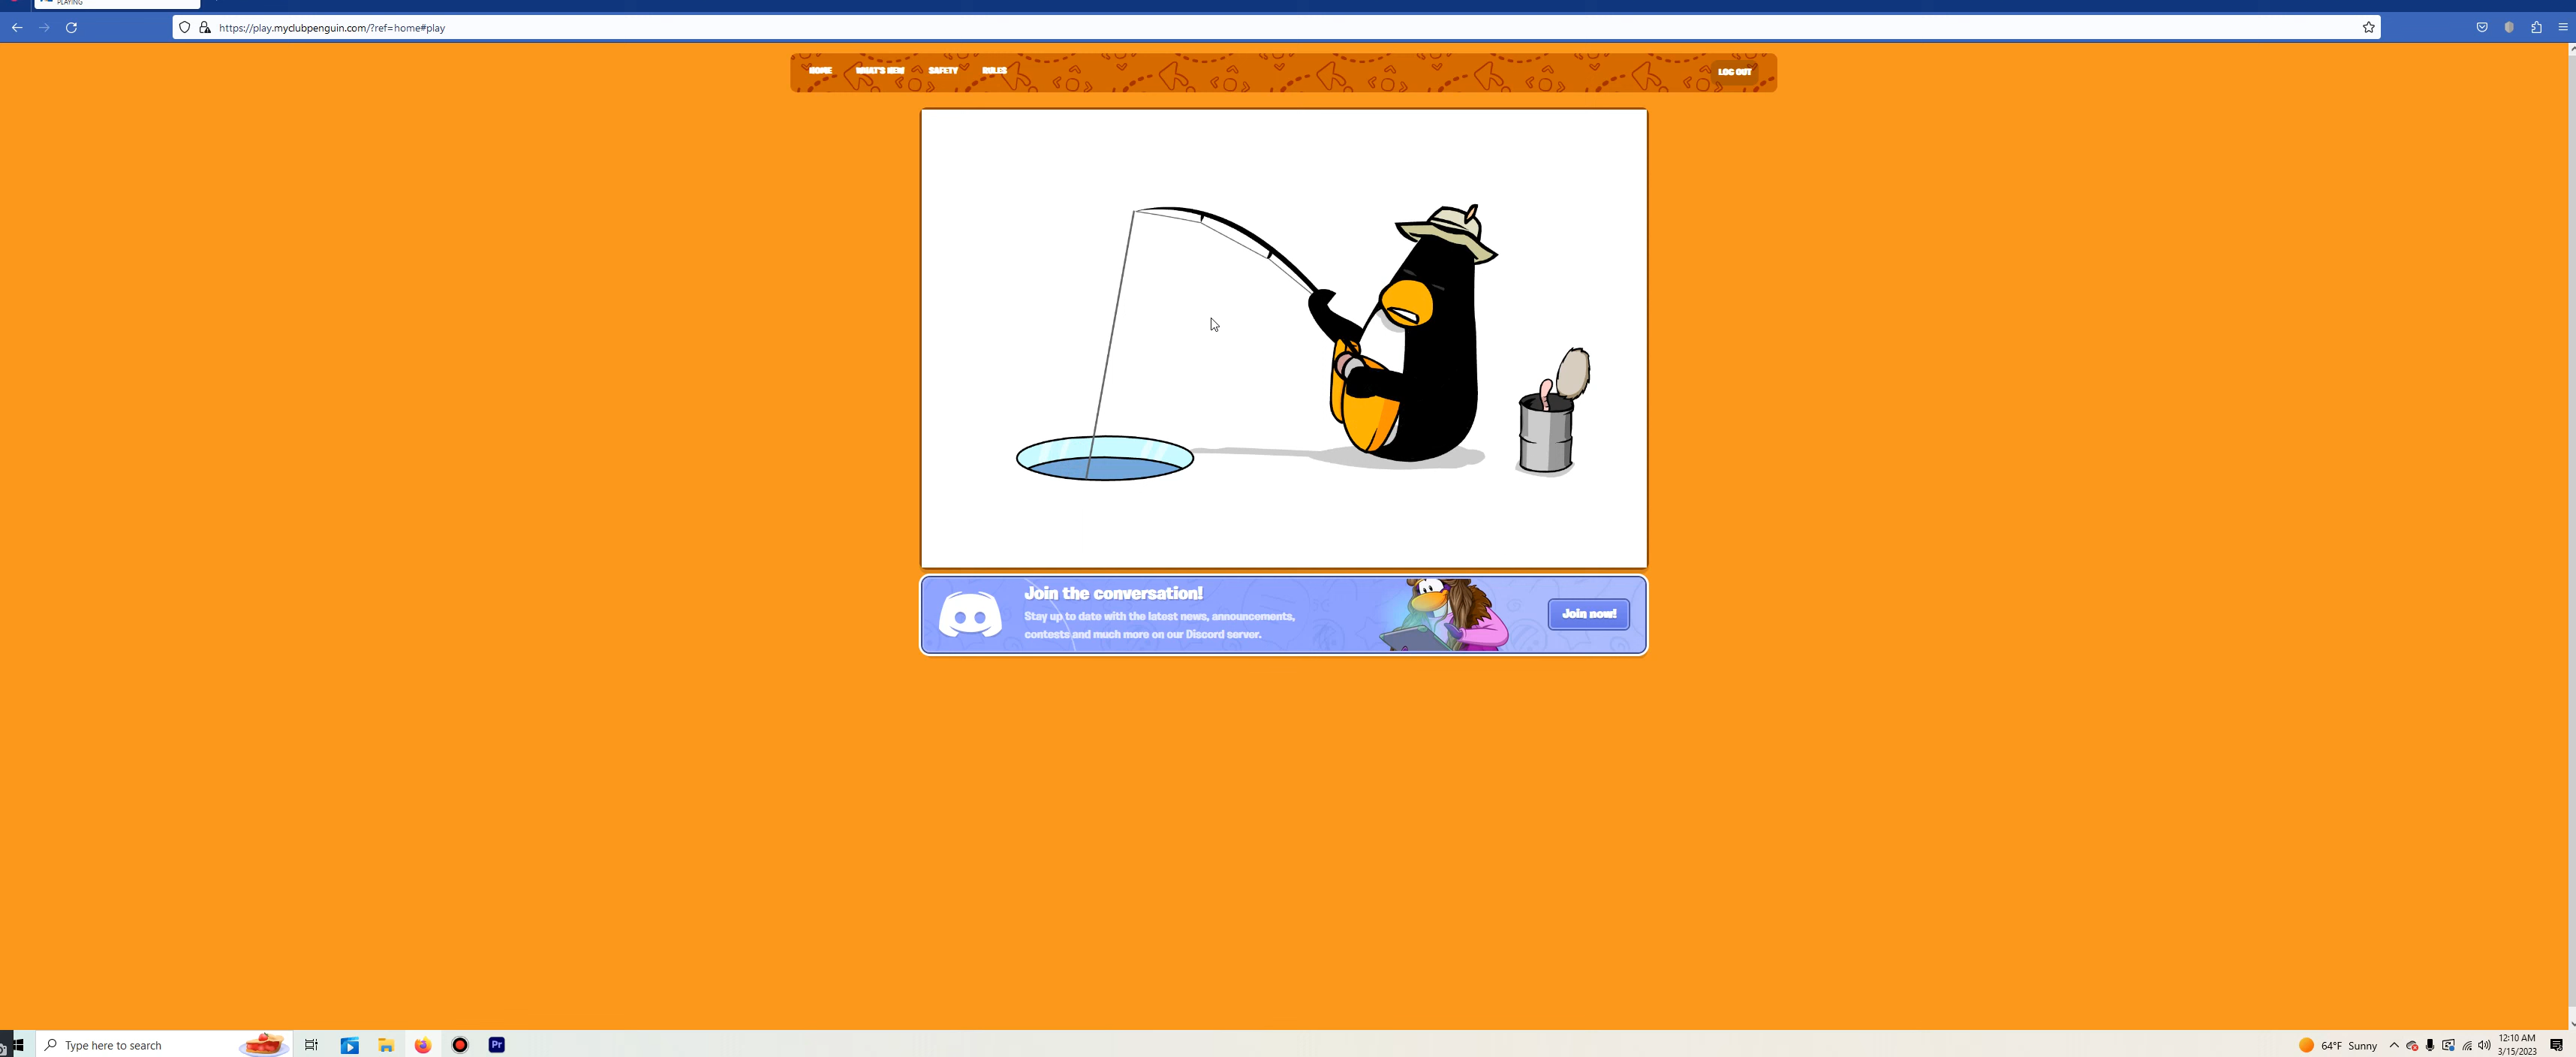 PLAYING
https://play.myclubpenguin.com/?ref=home#play
HOME WHAT'S NEW SAFETY RULES LOG OUT
Join the conversation!
Stay up to date with the latest news, announcements,
contests and much more on our Discord server.
Join now!
Type here to search
Pr
64°F Sunny
12:10 AM
3/15/2023